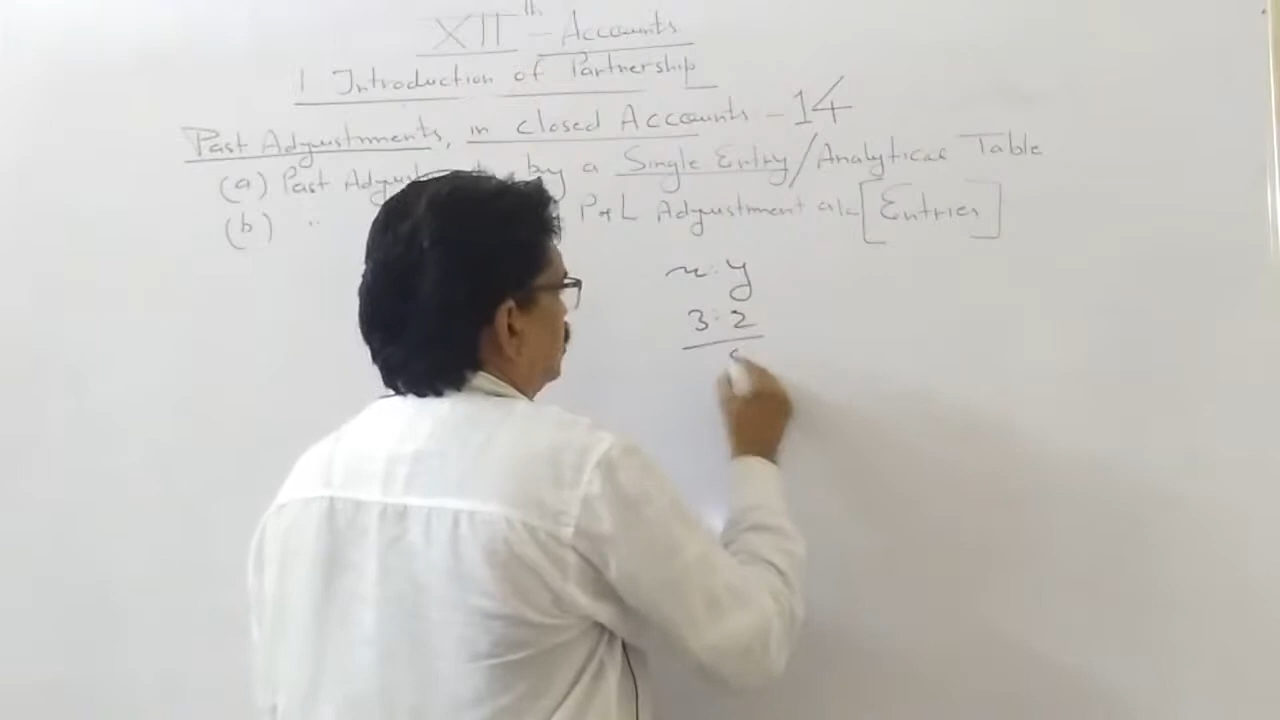 XIIth - Accounts
1 Introduction of Partnership
Past Adjustments, in closed Accounts - 14
(a) Past by a Single Entry/Analytical Table
(b) " P&L Adjustment a/c [Entries]
x : y
3 : 2